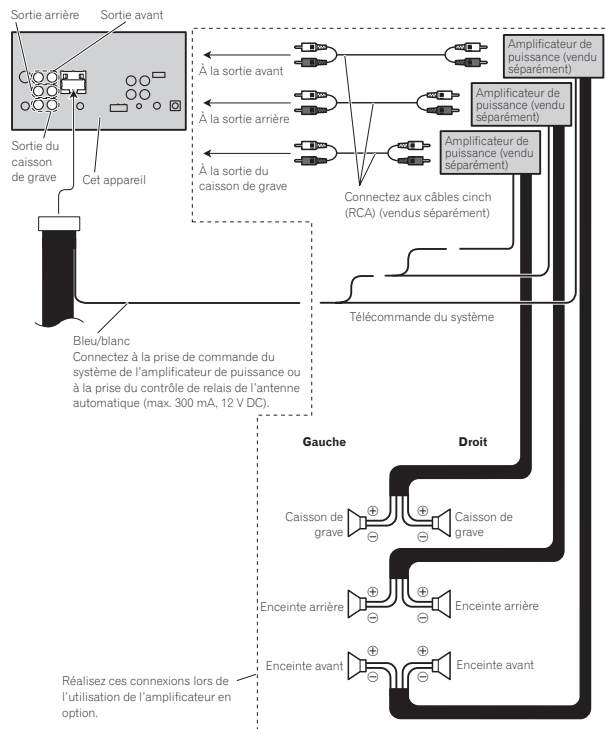 Sortie arrière
Sortie avant
Amplificateur de
puissance (vendu
séparément)
À la sortie avant
Amplificateur de
puissance (vendu
séparément)
À la sortie arrière
Amplificateur de
puissance (vendu
séparément)
Sortie du
caisson
de grave
Cet appareil
À la sortie du
caisson de grave
Connectez aux câbles cinch
(RCA) (vendus séparément)
Télécommande du système
Bleu/blanc
Connectez à la prise de commande du
système de l'amplificateur de puissance ou
à la prise du contrôle de relais de l'antenne
automatique (max. 300 mA, 12 V DC).
Gauche
Droit
Caisson de
grave
⊕
⊖
⊕
⊖
Caisson de
grave
Enceinte arrière
⊕
⊖
⊕
⊖
Enceinte arrière
Enceinte avant
⊕
⊖
⊕
⊖
Enceinte avant
Réalisez ces connexions lors de
l'utilisation de l'amplificateur en
option.